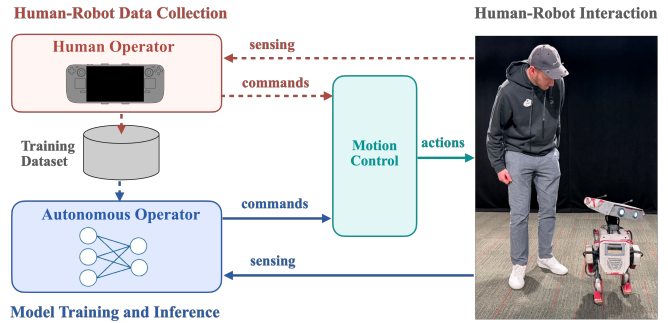 Human-Robot Data Collection
Human-Robot Interaction
Human Operator
sensing
commands
Training
Dataset
Motion
Control
actions
Autonomous Operator
commands
sensing
Model Training and Inference